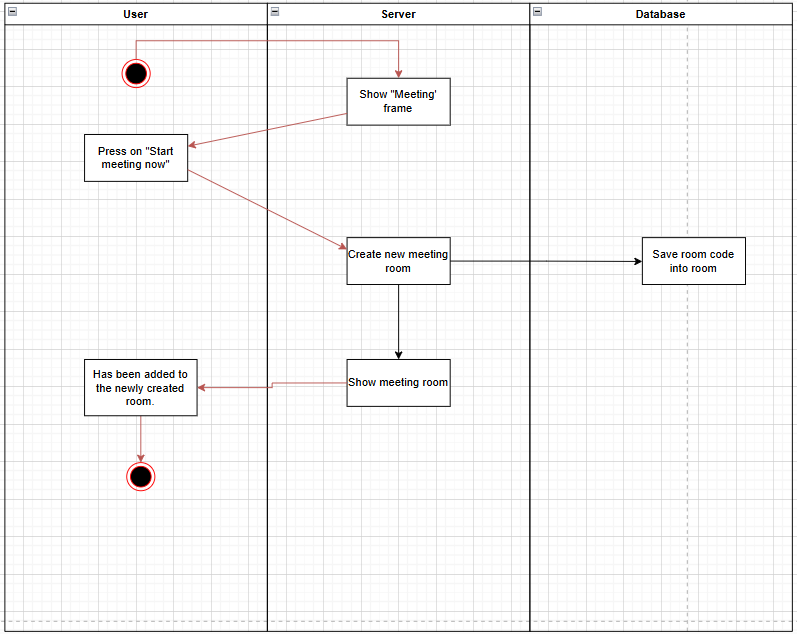 User
Server
Database
Show "Meeting'
frame
Press on "Start
meeting now"
Create new meeting
room
Save room code
into room
Has been added to
the newly created
room.
Show meeting room